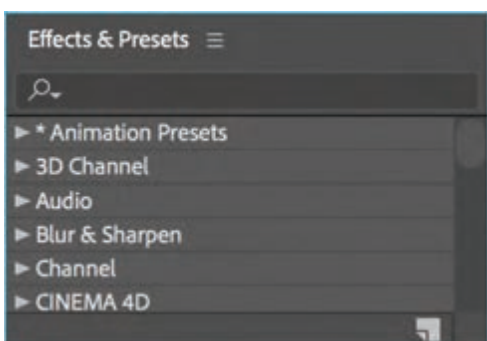 Effects & Presets
* Animation Presets
3D Channel
Audio
Blur & Sharpen
Channel
CINEMA 4D